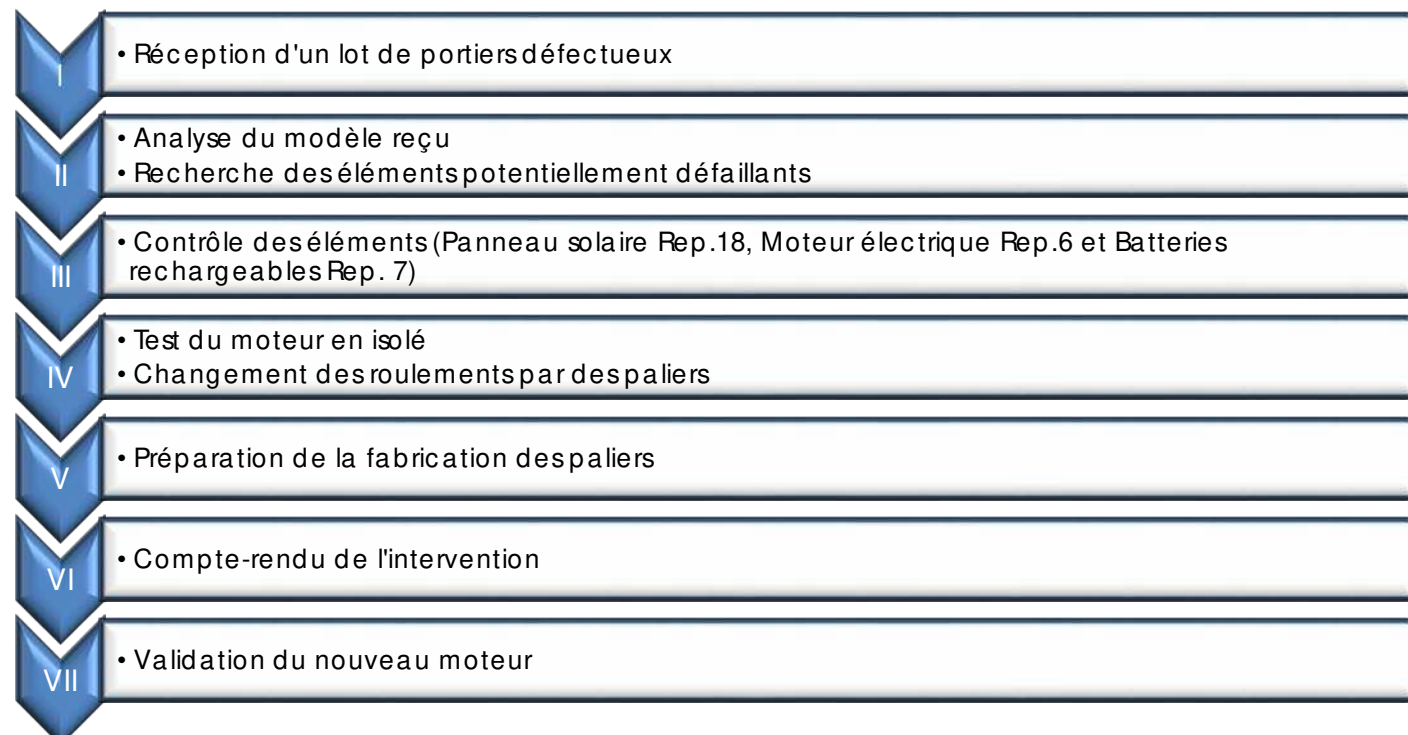 I
• Réception d'un lot de portiers défectueux
II
• Analyse du modèle reçu
• Recherche des éléments potentiellement défaillants
III
• Contrôle des éléments (Panneau solaire Rep.18, Moteur électrique Rep.6 et Batteries
rechargeables Rep. 7)
IV
• Test du moteur en isolé
• Changement des roulements par des paliers
V
• Préparation de la fabrication des paliers
VI
• Compte-rendu de l'intervention
VII
• Validation du nouveau moteur